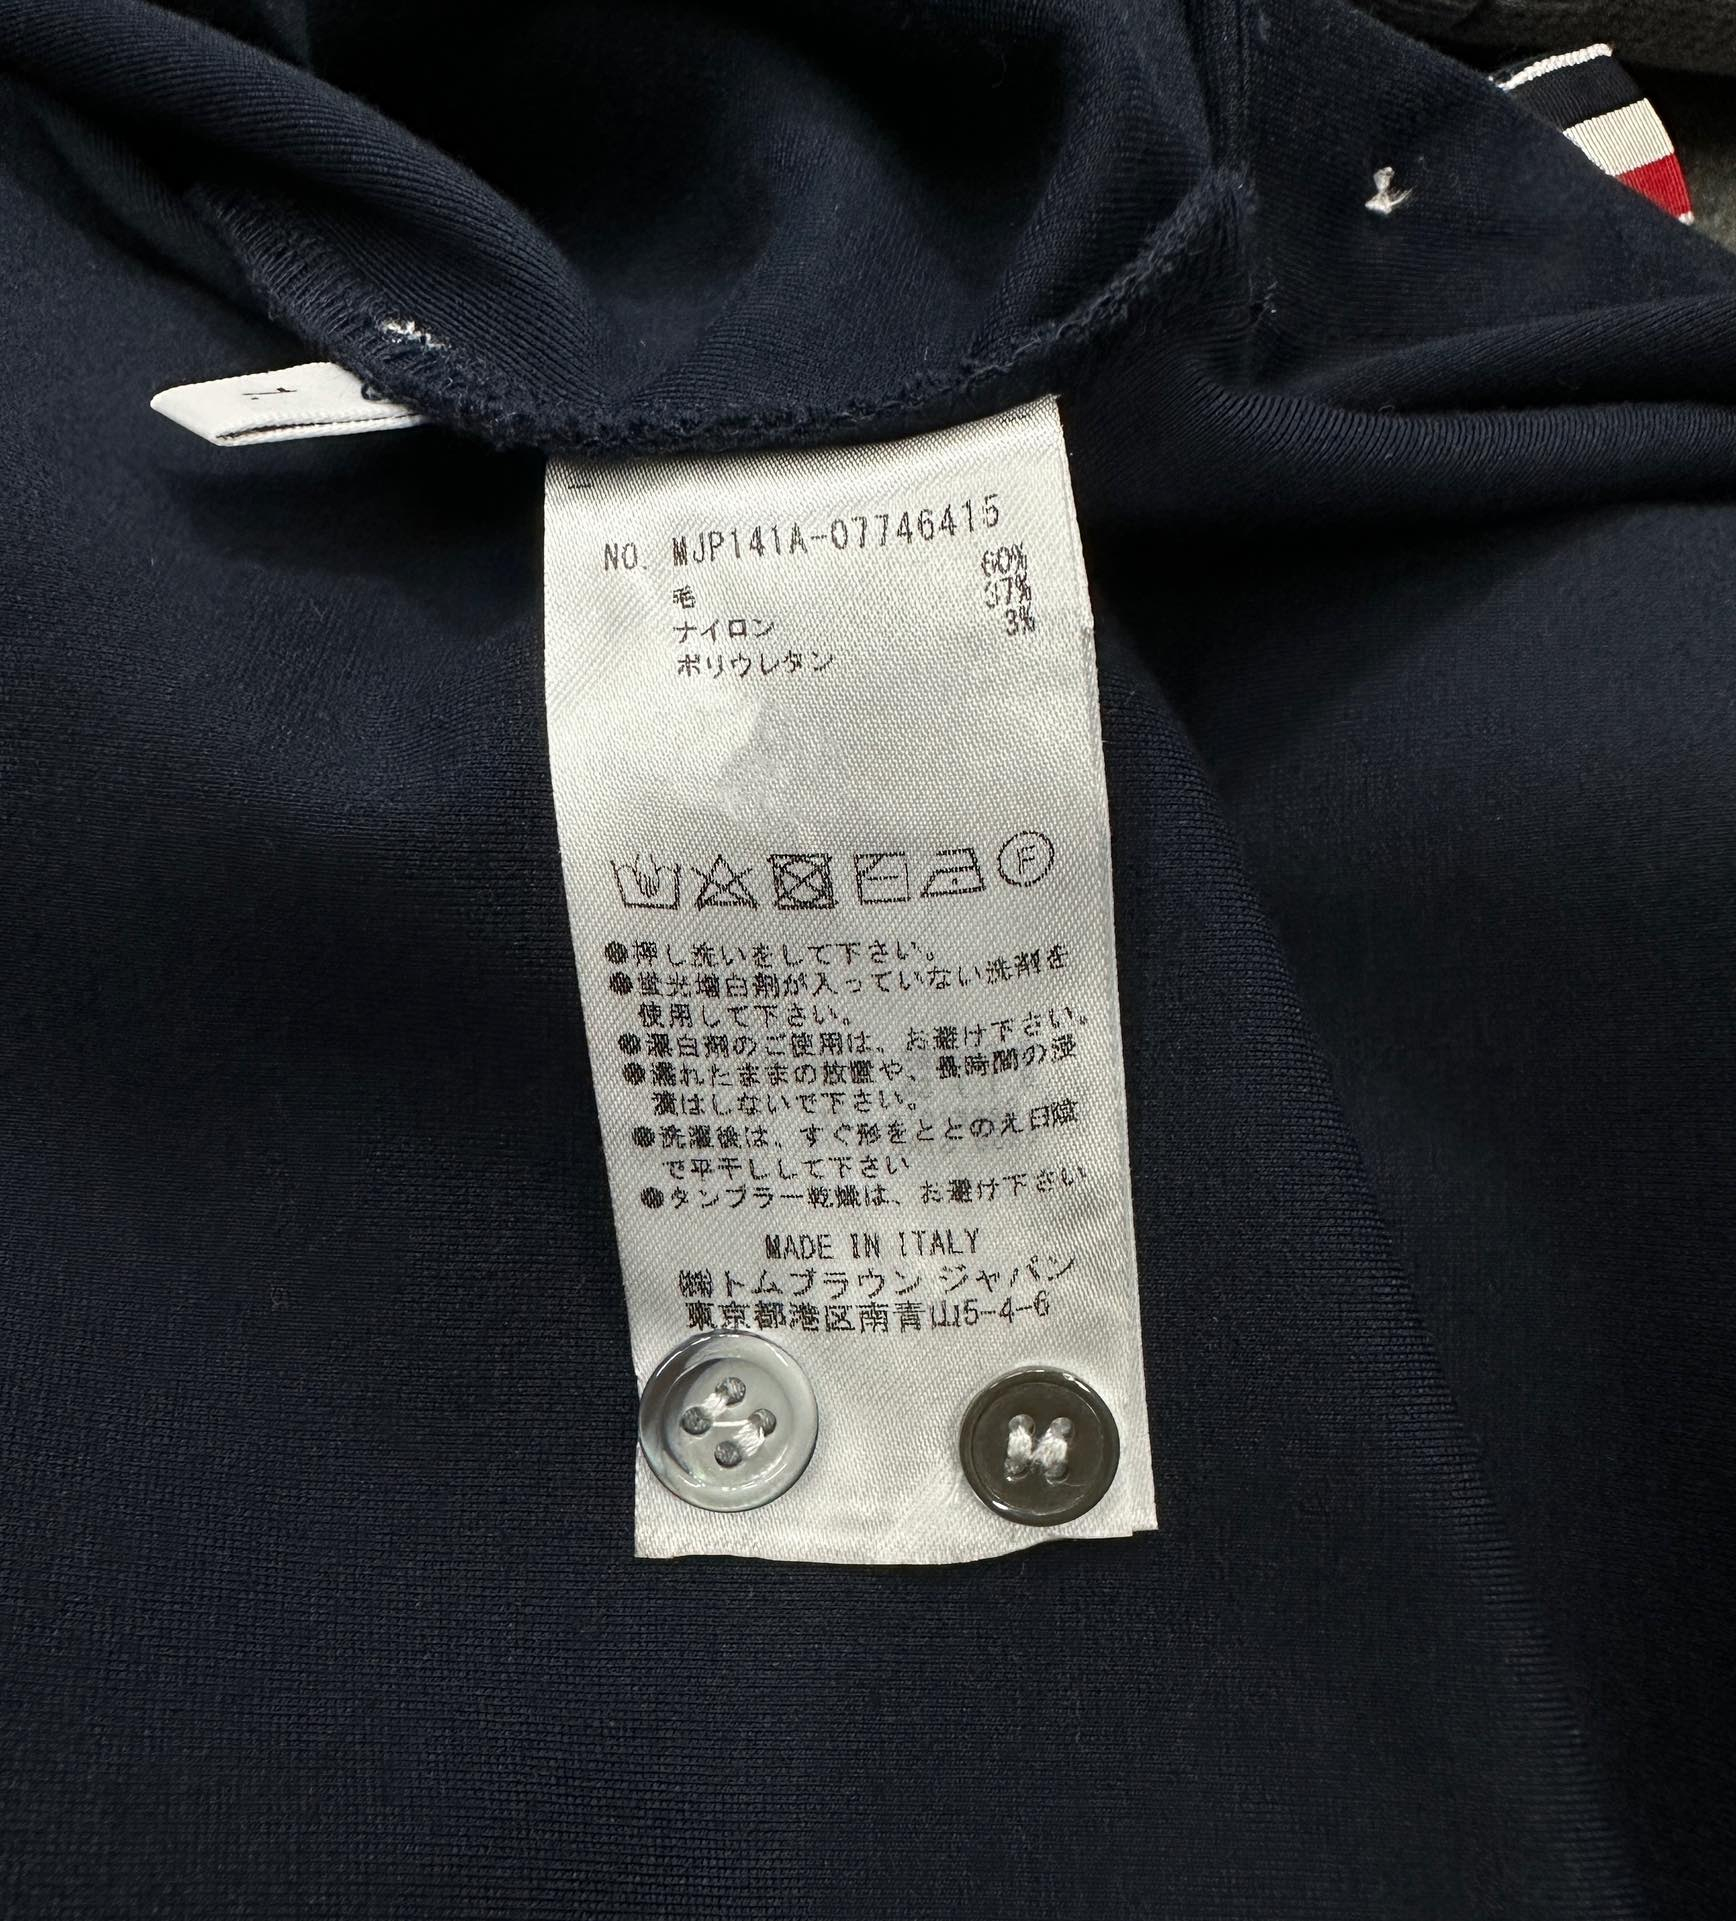 1
NO. MJP141A-07746415
毛 60%
ナイロン 37%
ポリウレタン 3%
F
●押し洗いをして下さい。
●蛍光増白剤が入っていない洗剤を
使用して下さい。
●漂白剤のご使用は、お避け下さい。
●濡れたままの放置や、長時間の浸
漬はしないで下さい。
●洗濯後は、すぐ形をととのえ日陰
で平干しして下さい
●タンブラー乾燥は、お避け下さい
MADE IN ITALY
㈱トムブラウン ジャパン
東京都港区南青山5-4-6